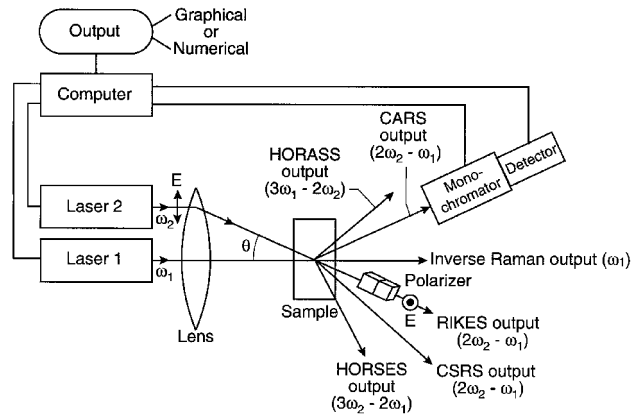 Output
Graphical
or
Numerical
Computer
CARS
output
(2ω₂ - ω₁)
HORASS
output
(3ω₁ - 2ω₂)
Mono-
chromator
Detector
Laser 2
E
ω₂
Laser 1
ω₁
θ
Inverse Raman output (ω₁)
Polarizer
Sample
E
Lens
RIKES output
(2ω₂ - ω₁)
HORSES
output
(3ω₂ - 2ω₁)
CSRS output
(2ω₂ - ω₁)